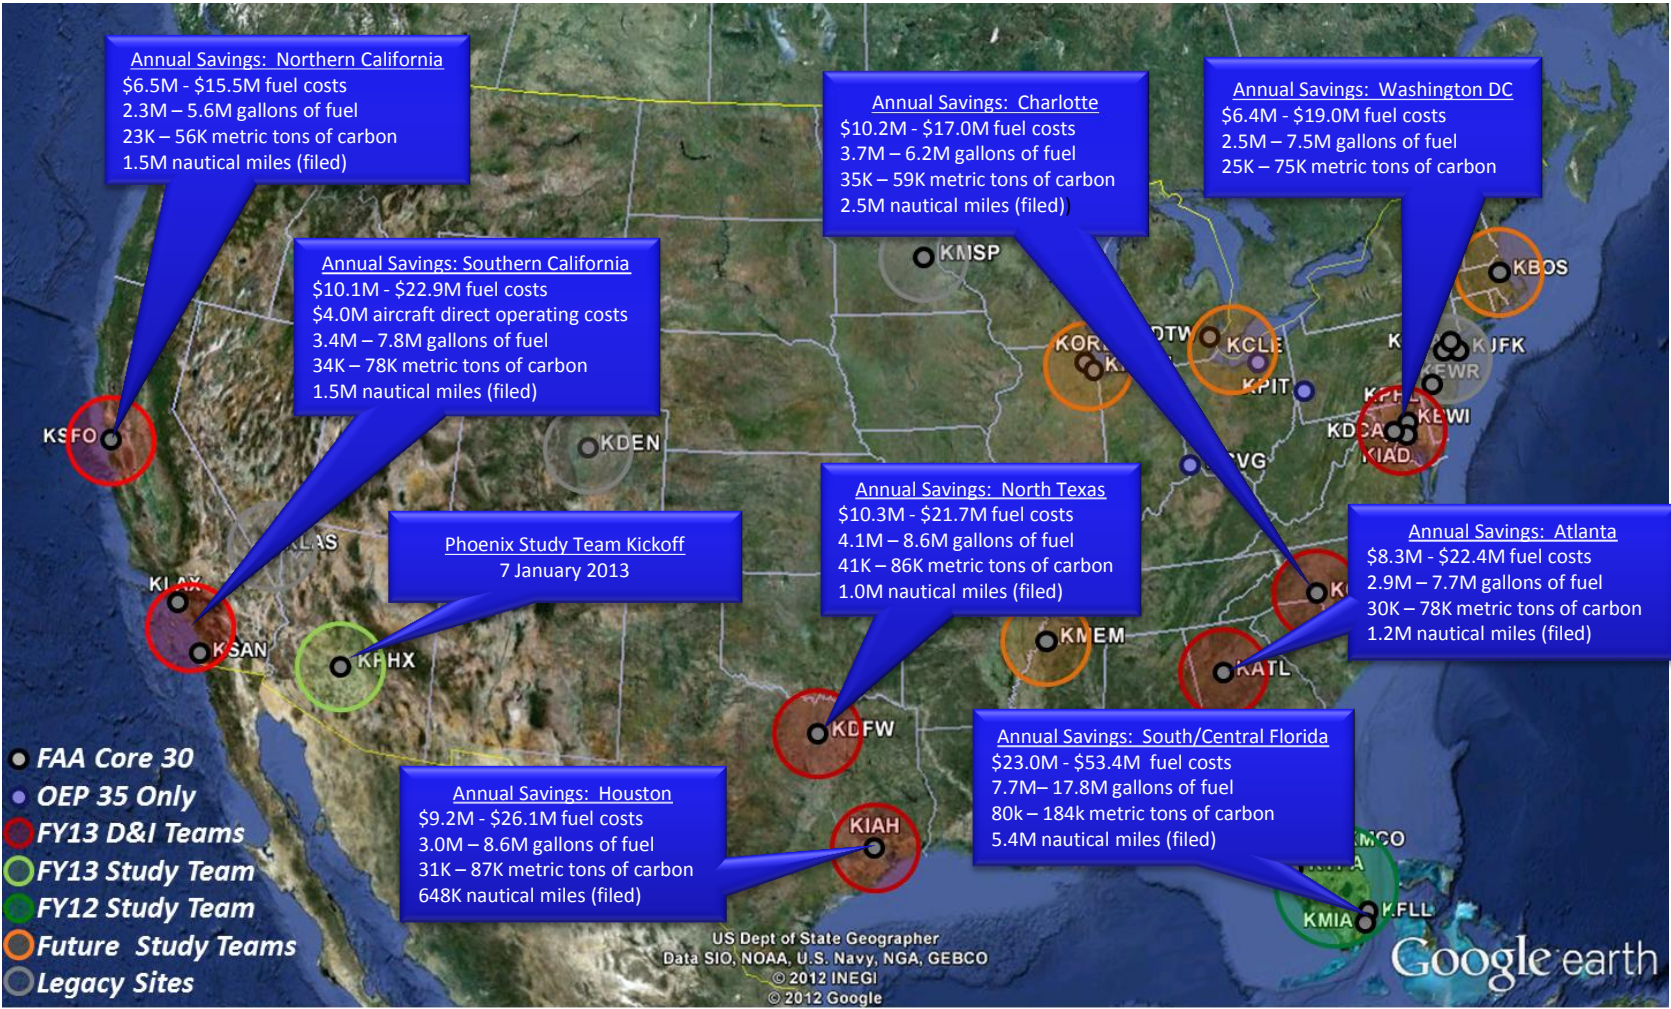 Annual Savings: Northern California
$6.5M - $15.5M fuel costs
2.3M – 5.6M gallons of fuel
23K – 56K metric tons of carbon
1.5M nautical miles (filed)
Annual Savings: Charlotte
$10.2M - $17.0M fuel costs
3.7M – 6.2M gallons of fuel
35K – 59K metric tons of carbon
2.5M nautical miles (filed))
Annual Savings: Washington DC
$6.4M - $19.0M fuel costs
2.5M – 7.5M gallons of fuel
25K – 75K metric tons of carbon
Annual Savings: Southern California
$10.1M - $22.9M fuel costs
$4.0M aircraft direct operating costs
3.4M – 7.8M gallons of fuel
34K – 78K metric tons of carbon
1.5M nautical miles (filed)
KMSP
KBOS
KCLE
KJFK
KPIT
KBWI
KDCA
KIAD
KSFO
KDEN
Annual Savings: North Texas
$10.3M - $21.7M fuel costs
4.1M – 8.6M gallons of fuel
41K – 86K metric tons of carbon
1.0M nautical miles (filed)
Phoenix Study Team Kickoff
7 January 2013
Annual Savings: Atlanta
$8.3M - $22.4M fuel costs
2.9M – 7.7M gallons of fuel
30K – 78K metric tons of carbon
1.2M nautical miles (filed)
KLAX
KSAN
KPHX
KMEM
KATL
KDFW
Annual Savings: South/Central Florida
$23.0M - $53.4M fuel costs
7.7M– 17.8M gallons of fuel
80k – 184k metric tons of carbon
5.4M nautical miles (filed)
Annual Savings: Houston
$9.2M - $26.1M fuel costs
3.0M – 8.6M gallons of fuel
31K – 87K metric tons of carbon
648K nautical miles (filed)
KIAH
KMIA
KFLL
FAA Core 30
OEP 35 Only
FY13 D&I Teams
FY13 Study Team
FY12 Study Team
Future Study Teams
Legacy Sites
US Dept of State Geographer
Data SIO, NOAA, U.S. Navy, NGA, GEBCO
© 2012 INEGI
© 2012 Google
Google earth